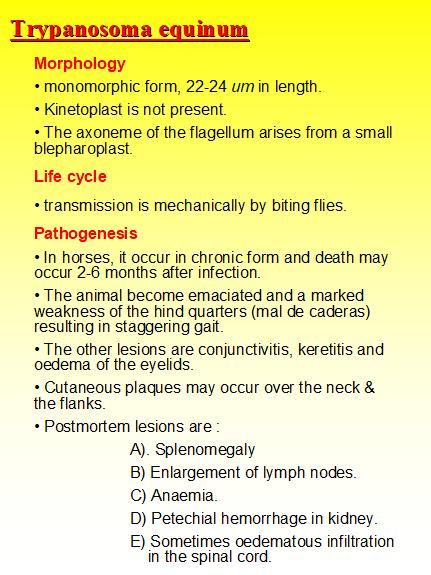 Trypanosoma equinum
Morphology
• monomorphic form, 22-24 um in length.
• Kinetoplast is not present.
• The axoneme of the flagellum arises from a small
blepharoplast.
Life cycle
• transmission is mechanically by biting flies.
Pathogenesis
• In horses, it occur in chronic form and death may
occur 2-6 months after infection.
• The animal become emaciated and a marked
weakness of the hind quarters (mal de caderas)
resulting in staggering gait.
• The other lesions are conjunctivitis, keretitis and
oedema of the eyelids.
• Cutaneous plaques may occur over the neck &
the flanks.
• Postmortem lesions are :
A). Splenomegaly
B) Enlargement of lymph nodes.
C) Anaemia.
D) Petechial hemorrhage in kidney.
E) Sometimes oedematous infiltration
in the spinal cord.